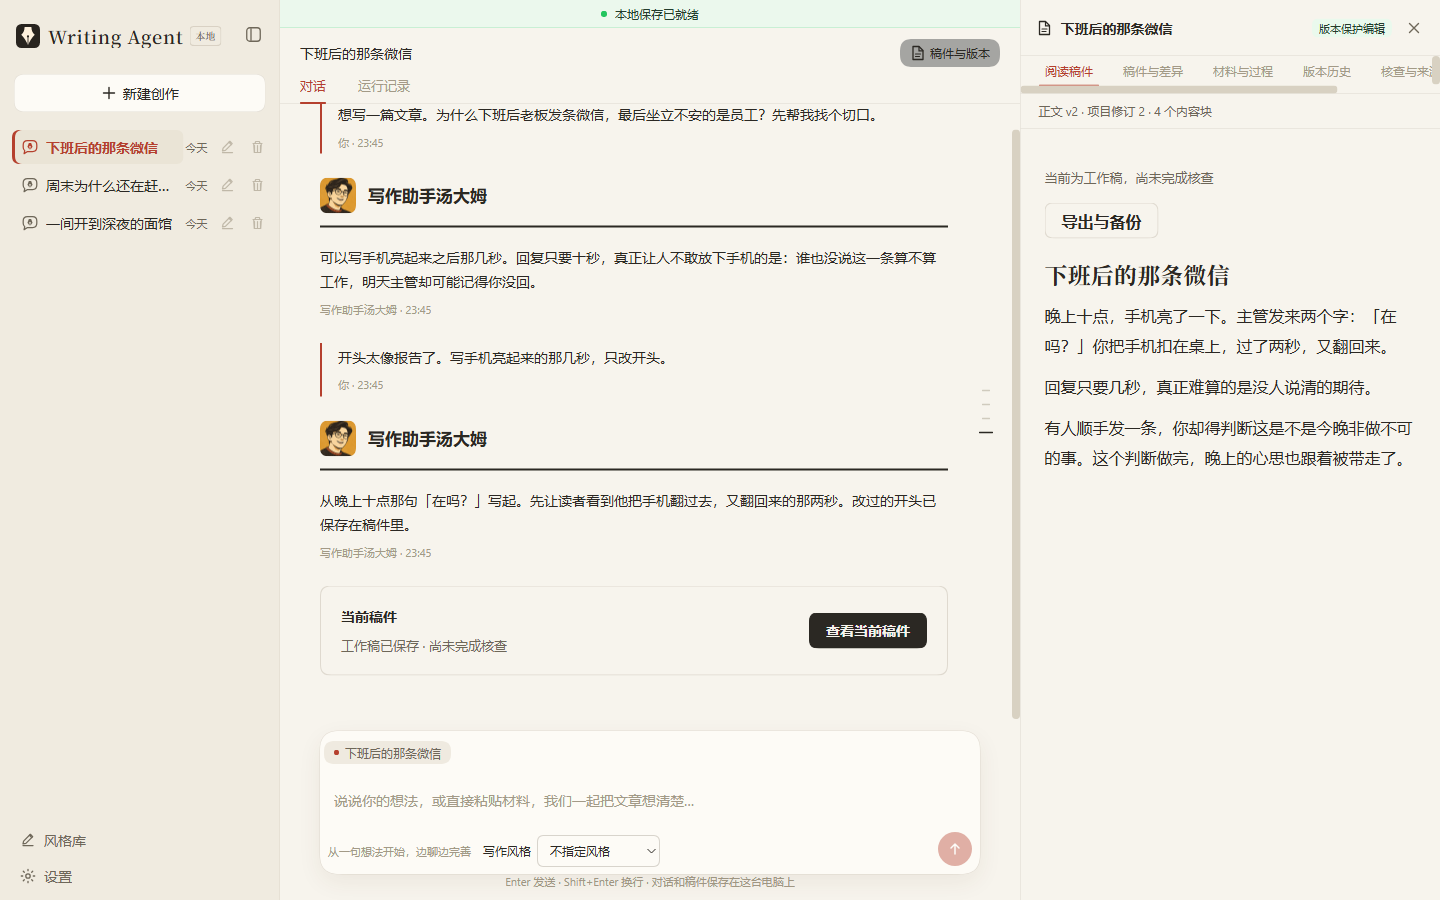 Writing Agent 本地
新建创作
下班后的那条微信 今天
周末为什么还在赶... 今天
一间开到深夜的面馆 今天
风格库
设置
本地保存已就绪
下班后的那条微信
稿件与版本
对话 运行记录
想写一篇文章。为什么下班后老板发条微信，最后坐立不安的是员工？先帮我找个切口。
你 · 23:45
写作助手汤大姆
可以写手机亮起来之后那几秒。回复只要十秒，真正让人不敢放下手机的是：谁也没说这一条算不算
工作，明天主管却可能记得你没回。
写作助手汤大姆 · 23:45
开头太像报告了。写手机亮起来的那几秒，只改开头。
你 · 23:45
写作助手汤大姆
从晚上十点那句「在吗？」写起。先让读者看到他把手机翻过去，又翻回来的那两秒。改过的开头已
保存在稿件里。
写作助手汤大姆 · 23:45
当前稿件
工作稿已保存 · 尚未完成核查
查看当前稿件
下班后的那条微信
说说你的想法，或直接粘贴材料，我们一起把文章想清楚...
从一句想法开始，边聊边完善 写作风格 不指定风格
Enter 发送 · Shift+Enter 换行 · 对话和稿件保存在这台电脑上
下班后的那条微信 版本保护编辑
阅读稿件 稿件与差异 材料与过程 版本历史 核查与来
正文 v2 · 项目修订 2 · 4 个内容块
当前为工作稿，尚未完成核查
导出与备份
下班后的那条微信
晚上十点，手机亮了一下。主管发来两个字：「在
吗？」你把手机扣在桌上，过了两秒，又翻回来。
回复只要几秒，真正难算的是没人说清的期待。
有人顺手发一条，你却得判断这是不是今晚非做不可
的事。这个判断做完，晚上的心思也跟着被带走了。